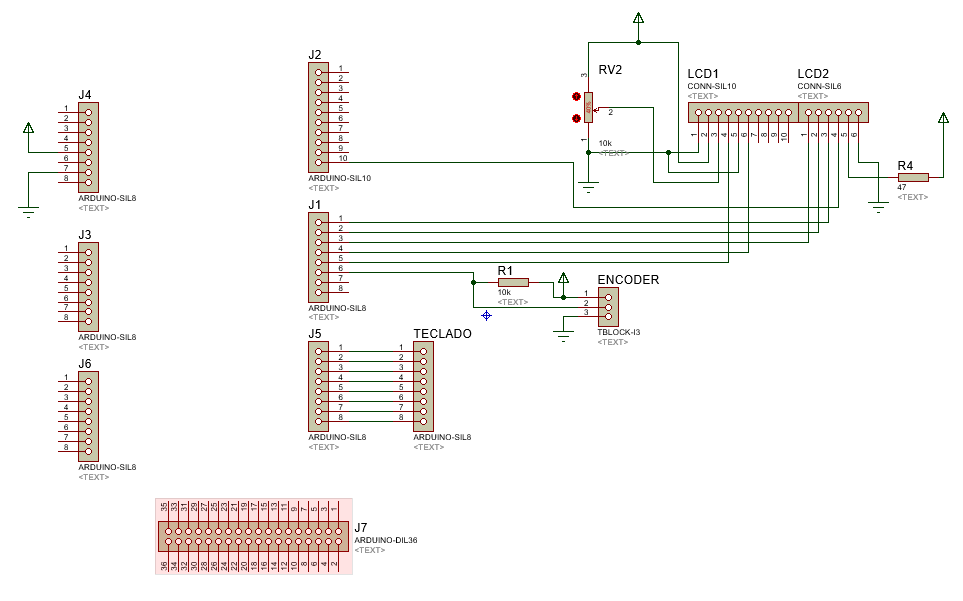 J4
1
2
3
4
5
6
7
8
ARDUINO-SIL8
<TEXT>
J3
1
2
3
4
5
6
7
8
ARDUINO-SIL8
<TEXT>
J6
1
2
3
4
5
6
7
8
ARDUINO-SIL8
<TEXT>
J2
1
2
3
4
5
6
7
8
9
10
ARDUINO-SIL10
<TEXT>
J1
1
2
3
4
5
6
7
8
ARDUINO-SIL8
<TEXT>
J5
1
2
3
4
5
6
7
8
ARDUINO-SIL8
<TEXT>
TECLADO
1
2
3
4
5
6
7
8
ARDUINO-SIL8
<TEXT>
RV2
3
2
1
10k
<TEXT>
LCD1
CONN-SIL10
<TEXT>
1 2 3 4 5 6 7 8 9 10
LCD2
CONN-SIL6
<TEXT>
1 2 3 4 5 6
R4
47
<TEXT>
R1
10k
<TEXT>
ENCODER
1
2
3
TBLOCK-I3
<TEXT>
35 33 31 29 27 25 23 21 19 17 15 13 11 9 7 5 3 1
J7
ARDUINO-DIL36
<TEXT>
36 34 32 30 28 26 24 22 20 18 16 14 12 10 8 6 4 2